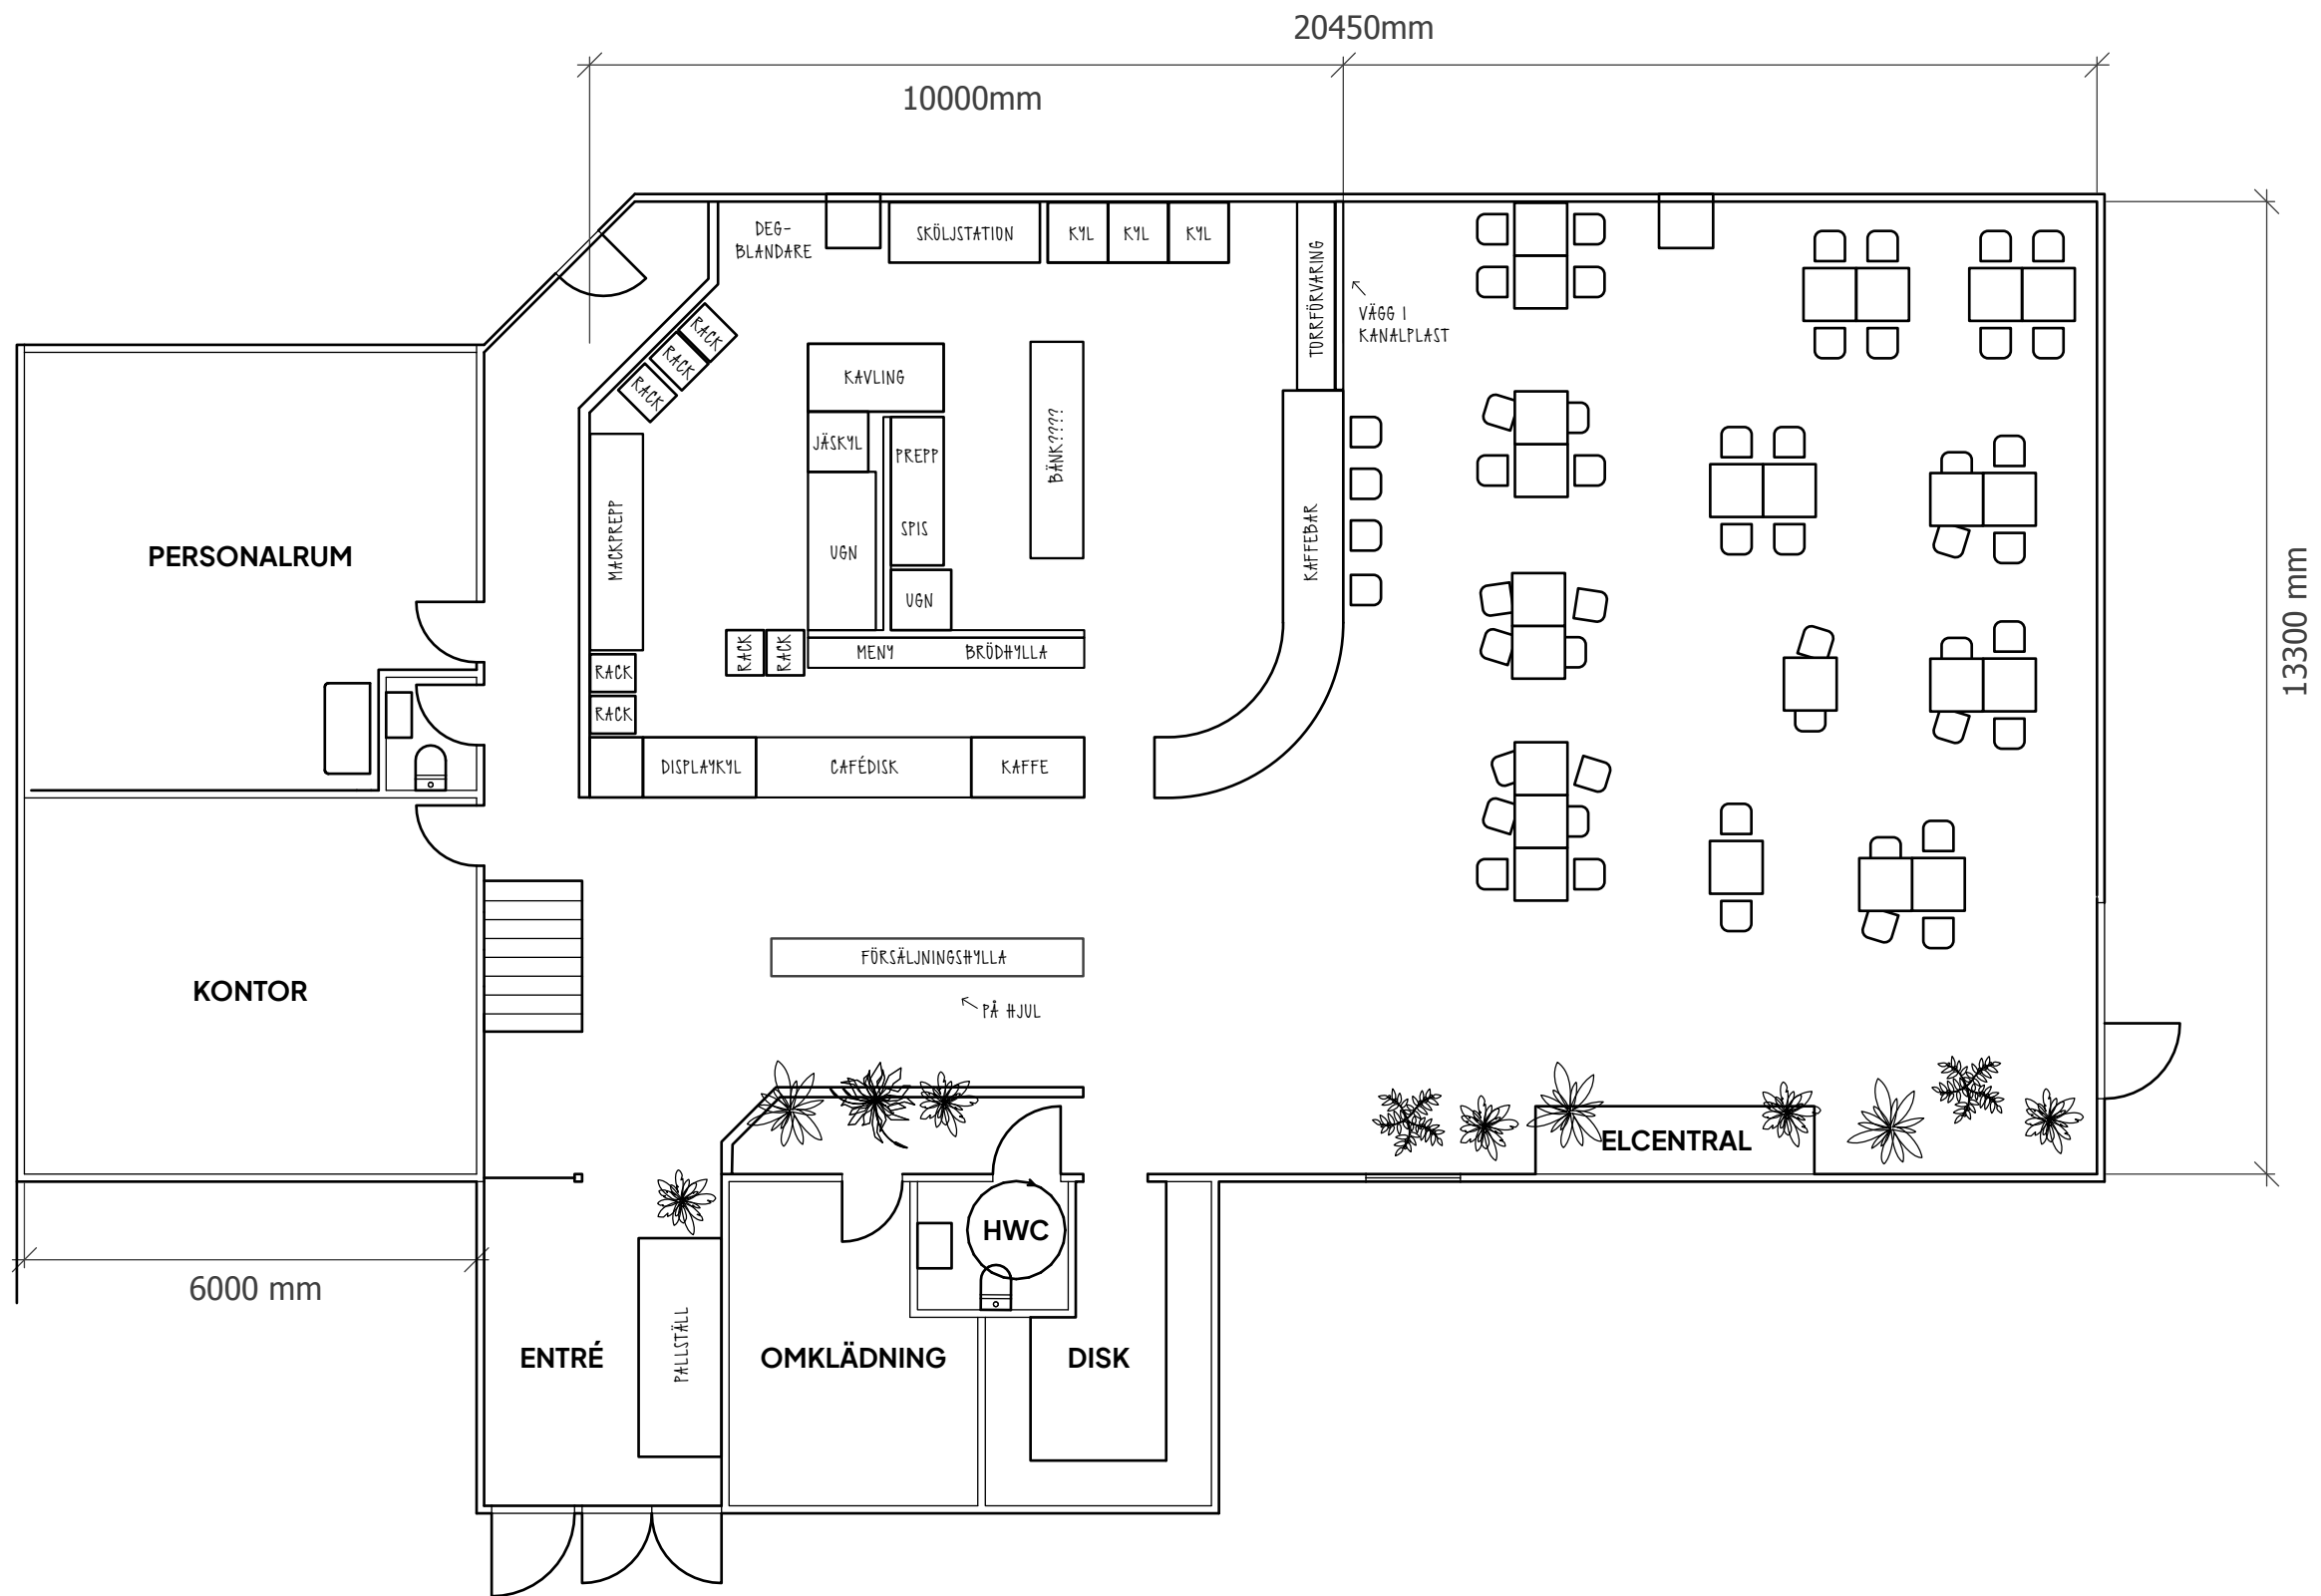 20450mm
10000mm
DEG-
BLANDARE
SKÖLJSTATION
KYL
KYL
KYL
TORRFÖRVARING
VÄGG I
KANALPLAST
RACK
RACK
RACK
KAVLING
JÄSKYL
PREPP
BÄNK????
MACKPREPP
UGN
SPIS
KAFFEBAR
UGN
PERSONALRUM
13300 mm
RACK
RACK
MENY
BRÖDHYLLA
RACK
RACK
DISPLAYKYL
CAFÉDISK
KAFFE
FÖRSÄLJNINGSHYLLA
PÅ HJUL
KONTOR
ELCENTRAL
HWC
6000 mm
ENTRÉ
PALLSTÄLL
OMKLÄDNING
DISK